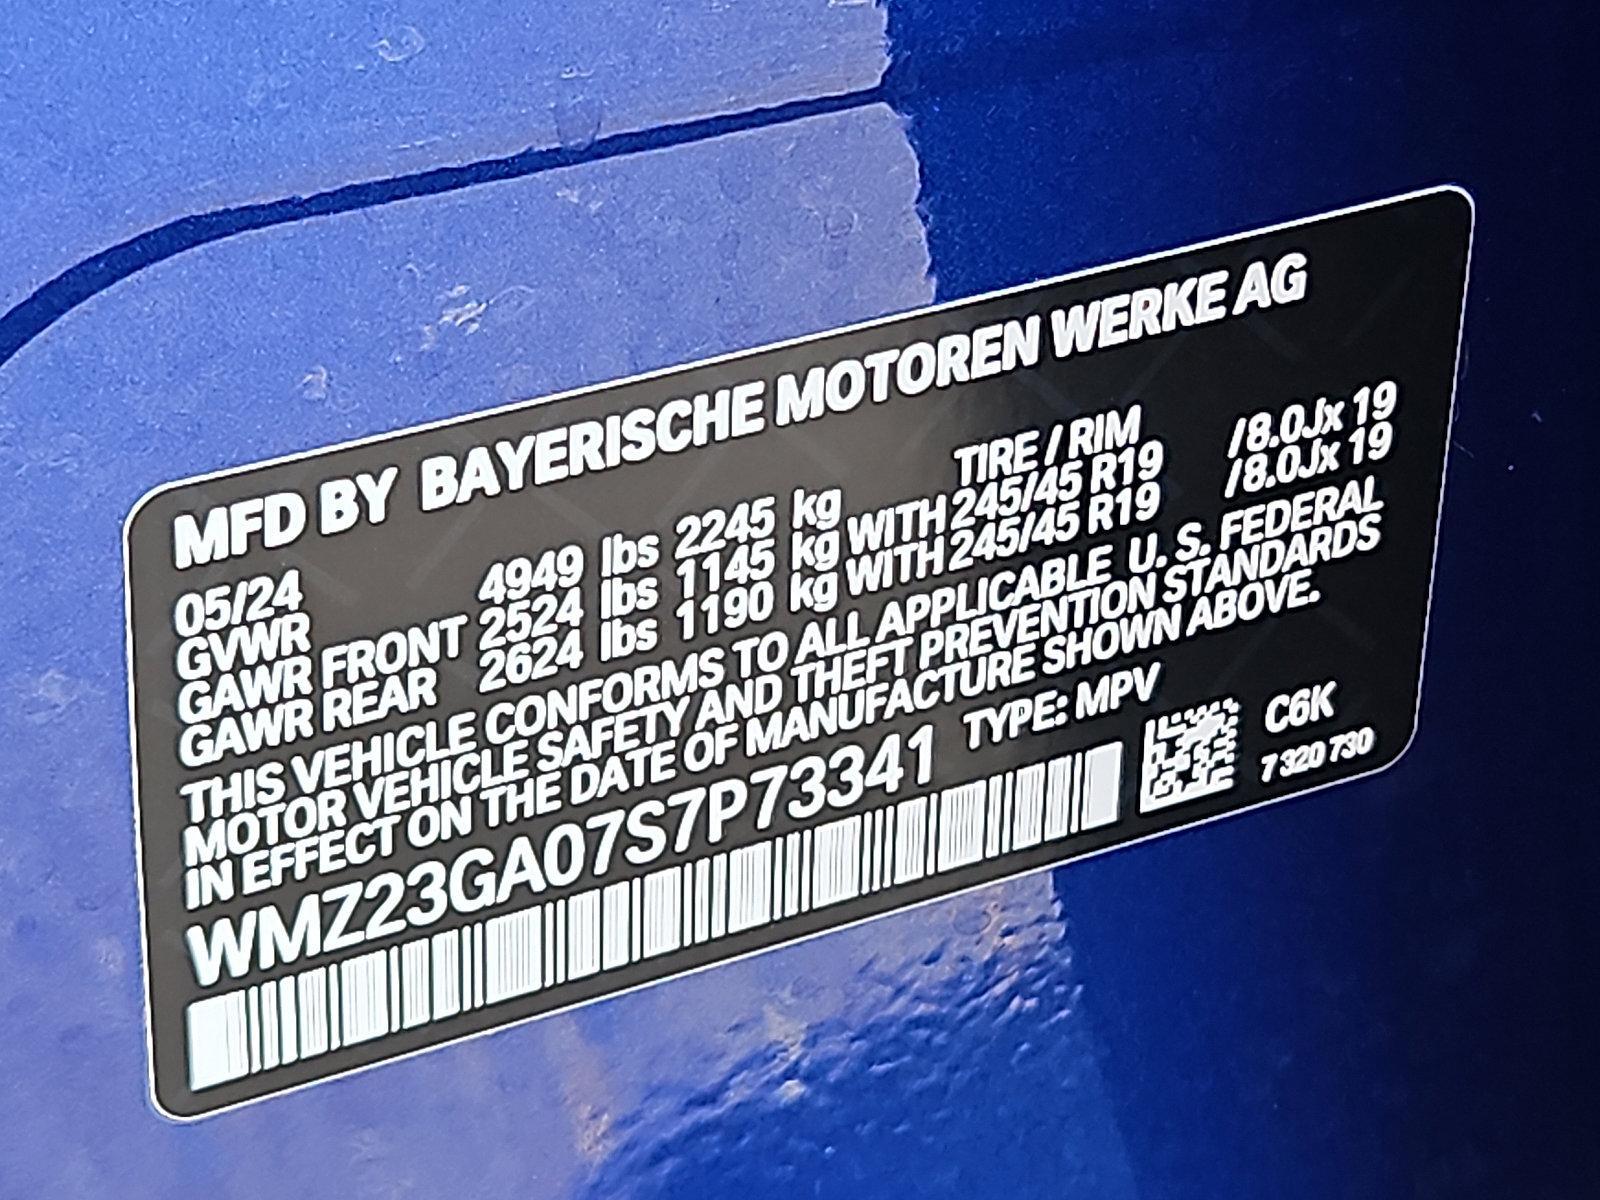 MFD BY BAYERISCHE MOTOREN WERKE AG
05/24 TIRE / RIM
GVWR 4949 lbs 2245 kg
GAWR FRONT 2524 lbs 1145 kg WITH 245/45 R19 /8.0Jx 19
GAWR REAR 2624 lbs 1190 kg WITH 245/45 R19 /8.0Jx 19
THIS VEHICLE CONFORMS TO ALL APPLICABLE U. S. FEDERAL
MOTOR VEHICLE SAFETY AND THEFT PREVENTION STANDARDS
IN EFFECT ON THE DATE OF MANUFACTURE SHOWN ABOVE.
WMZ23GA07S7P73341 TYPE: MPV
C6K
7 320 730